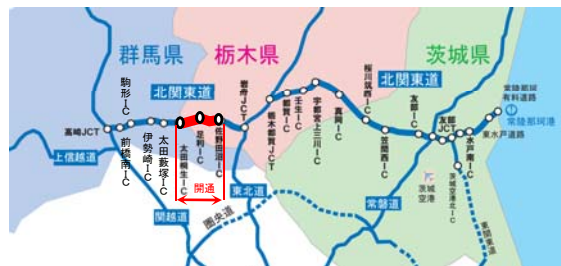 群馬県
栃木県
茨城県
北関東道
北関東道
高崎JCT
駒形IC
前橋南IC
伊勢崎IC
太田藪塚IC
太田桐生IC
足利IC
佐野田沼IC
岩舟JCT
栃木都賀JCT
都賀IC
壬生IC
宇都宮上三川IC
真岡IC
桜川筑西IC
笠間西IC
友部IC
友部JCT
水戸南IC
茨城空港北IC
常陸那珂有料道路
常陸那珂港
東水戸道路
上信越道
開通
東北道
常磐道
茨城空港
関越道
圏央道
東関東道